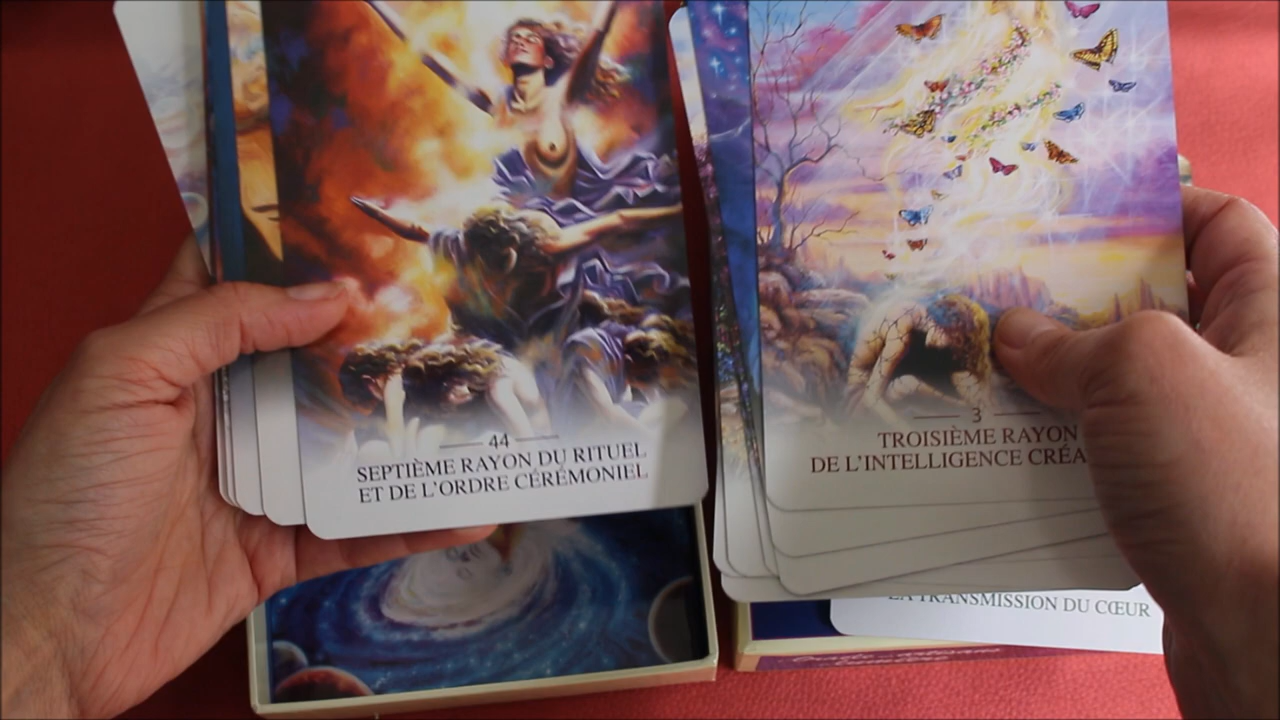 44
SEPTIÈME RAYON DU RITUEL
ET DE L'ORDRE CÉRÉMONIEL
3
TROISIÈME RAYON
DE L'INTELLIGENCE CRÉA
LA TRANSMISSION DU CŒUR